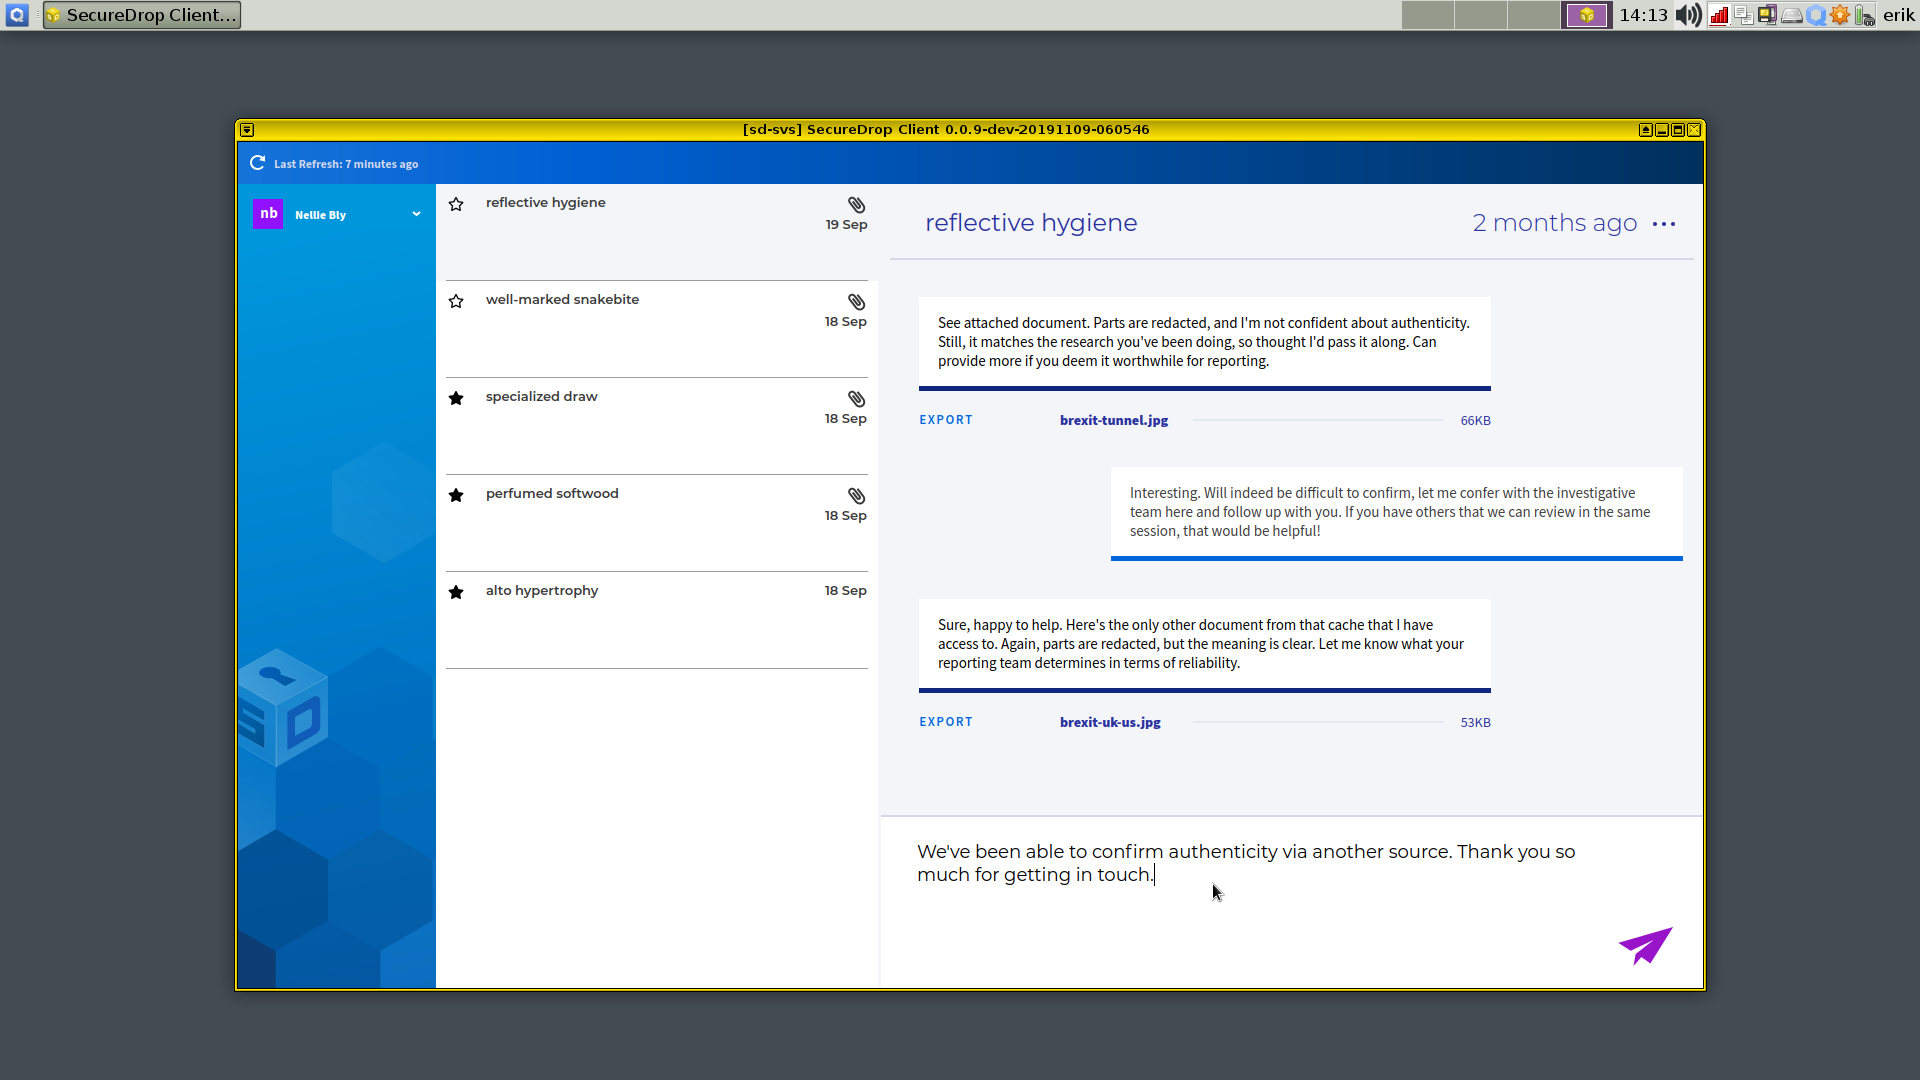 SecureDrop Client...
14:13
erik
[sd-svs] SecureDrop Client 0.0.9-dev-20191109-060546
Last Refresh: 7 minutes ago
nb
Nellie Bly
reflective hygiene
19 Sep
well-marked snakebite
18 Sep
specialized draw
18 Sep
perfumed softwood
18 Sep
alto hypertrophy
18 Sep
SD
reflective hygiene
2 months ago
See attached document. Parts are redacted, and I'm not confident about authenticity.
Still, it matches the research you've been doing, so thought I'd pass it along. Can
provide more if you deem it worthwhile for reporting.
EXPORT
brexit-tunnel.jpg
66KB
Interesting. Will indeed be difficult to confirm, let me confer with the investigative
team here and follow up with you. If you have others that we can review in the same
session, that would be helpful!
Sure, happy to help. Here's the only other document from that cache that I have
access to. Again, parts are redacted, but the meaning is clear. Let me know what your
reporting team determines in terms of reliability.
EXPORT
brexit-uk-us.jpg
53KB
We've been able to confirm authenticity via another source. Thank you so
much for getting in touch.